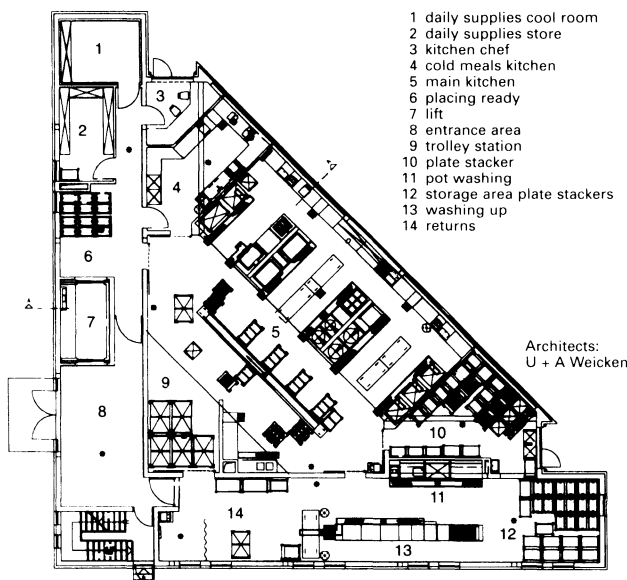 1 daily supplies cool room
2 daily supplies store
3 kitchen chef
4 cold meals kitchen
5 main kitchen
6 placing ready
7 lift
8 entrance area
9 trolley station
10 plate stacker
11 pot washing
12 storage area plate stackers
13 washing up
14 returns
Architects:
U + A Weicken
1
3
2
4
6
7
5
9
8
10
11
14
12
13